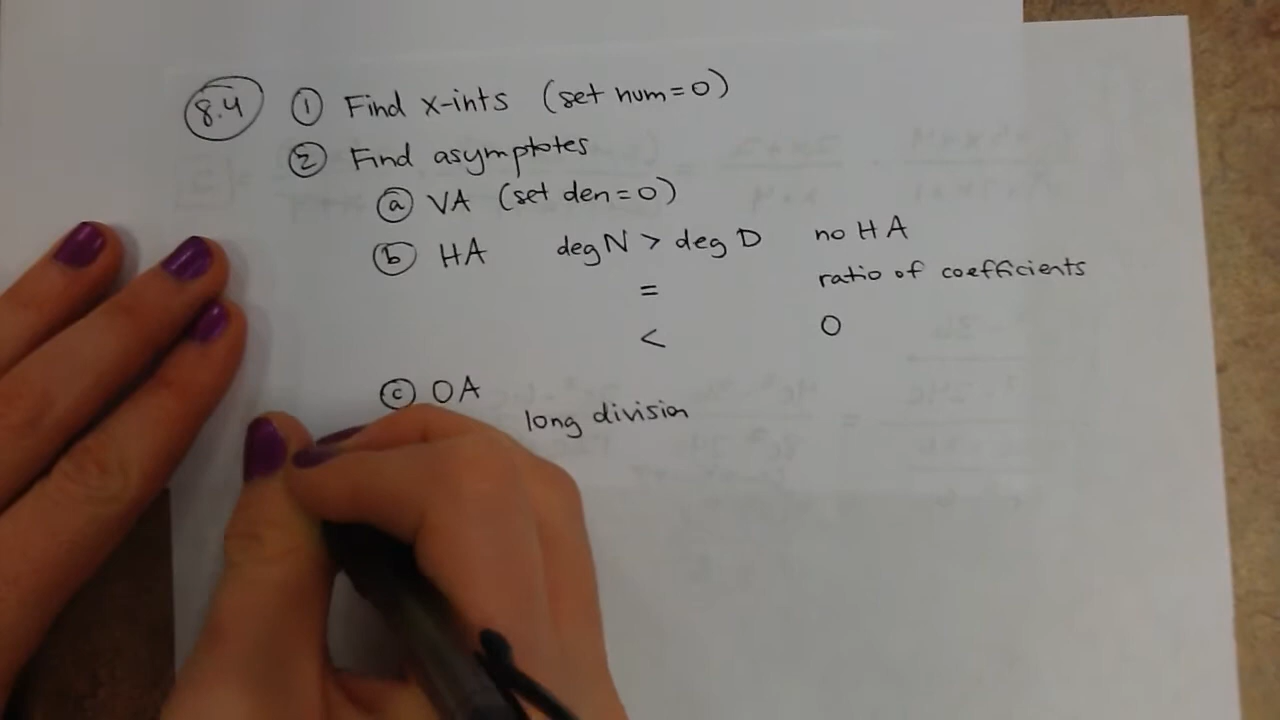 8.4 ① Find x-ints (set num=0)
② Find asymptotes
ⓐ VA (set den=0)
ⓑ HA deg N > deg D no HA
= ratio of coefficients
< 0
ⓒ OA
long division